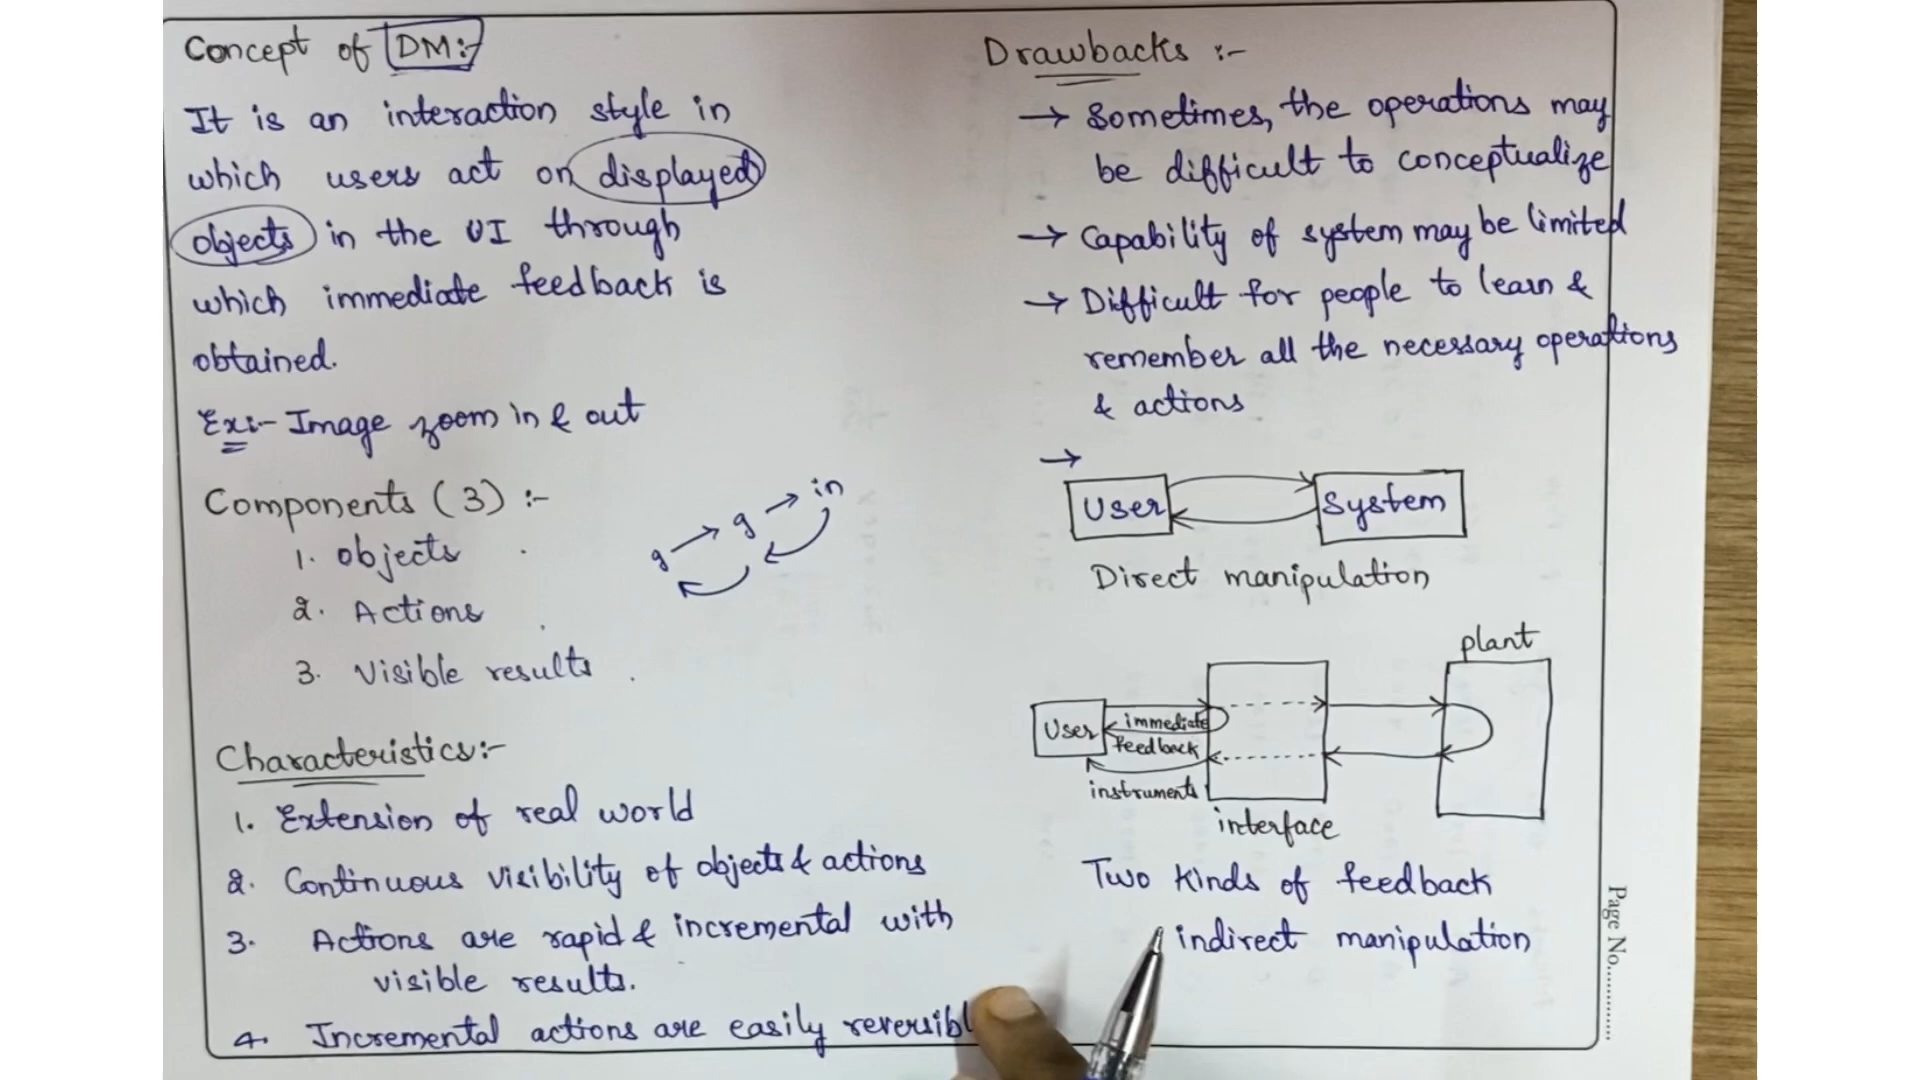 Concept of DM:-
It is an interaction style in
which users act on displayed
objects in the UI through
which immediate feedback is
obtained.
Ex:- Image zoom in & out
Components (3) :-
1. Objects
2. Actions
3. Visible results
g → g → in
Characteristics:-
1. Extension of real world
2. Continuous visibility of objects & actions
3. Actions are rapid & incremental with
visible results.
4. Incremental actions are easily reversibl
Drawbacks :-
→ Sometimes, the operations may
be difficult to conceptualize
→ Capability of system may be limited
→ Difficult for people to learn &
remember all the necessary operations
& actions
→
User
System
Direct manipulation
plant
User
immediate
feedback
instruments
interface
Two kinds of feedback
indirect manipulation
Page No.............